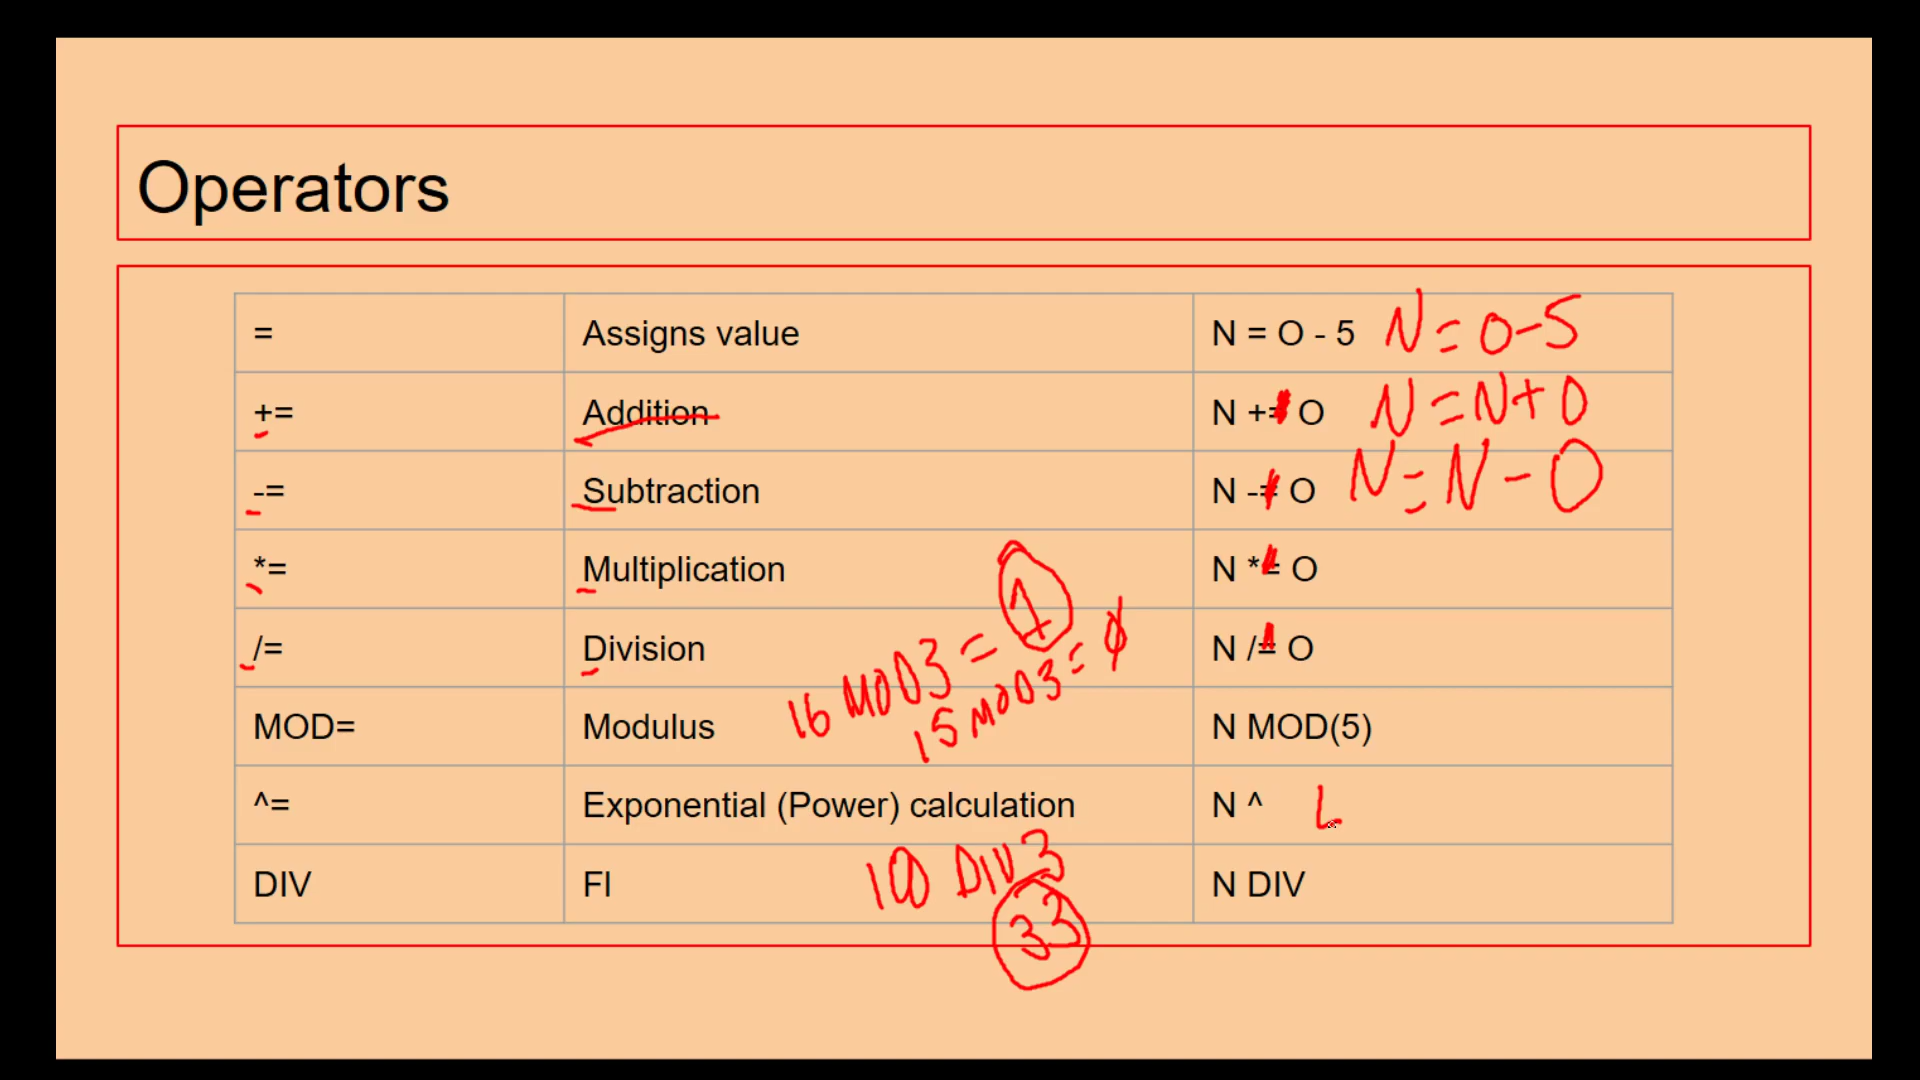 Operators
= Assigns value N = O - 5 N = O - 5
+= Addition N += O N = N + O
-= Subtraction N -= O N = N - O
*= Multiplication N *= O
/= Division N /= O
16 MOD 3 = 1
15 MOD 3 = 0
MOD= Modulus N MOD(5)
^= Exponential (Power) calculation N ^ L
DIV FI 100 DIV 3 N DIV
33